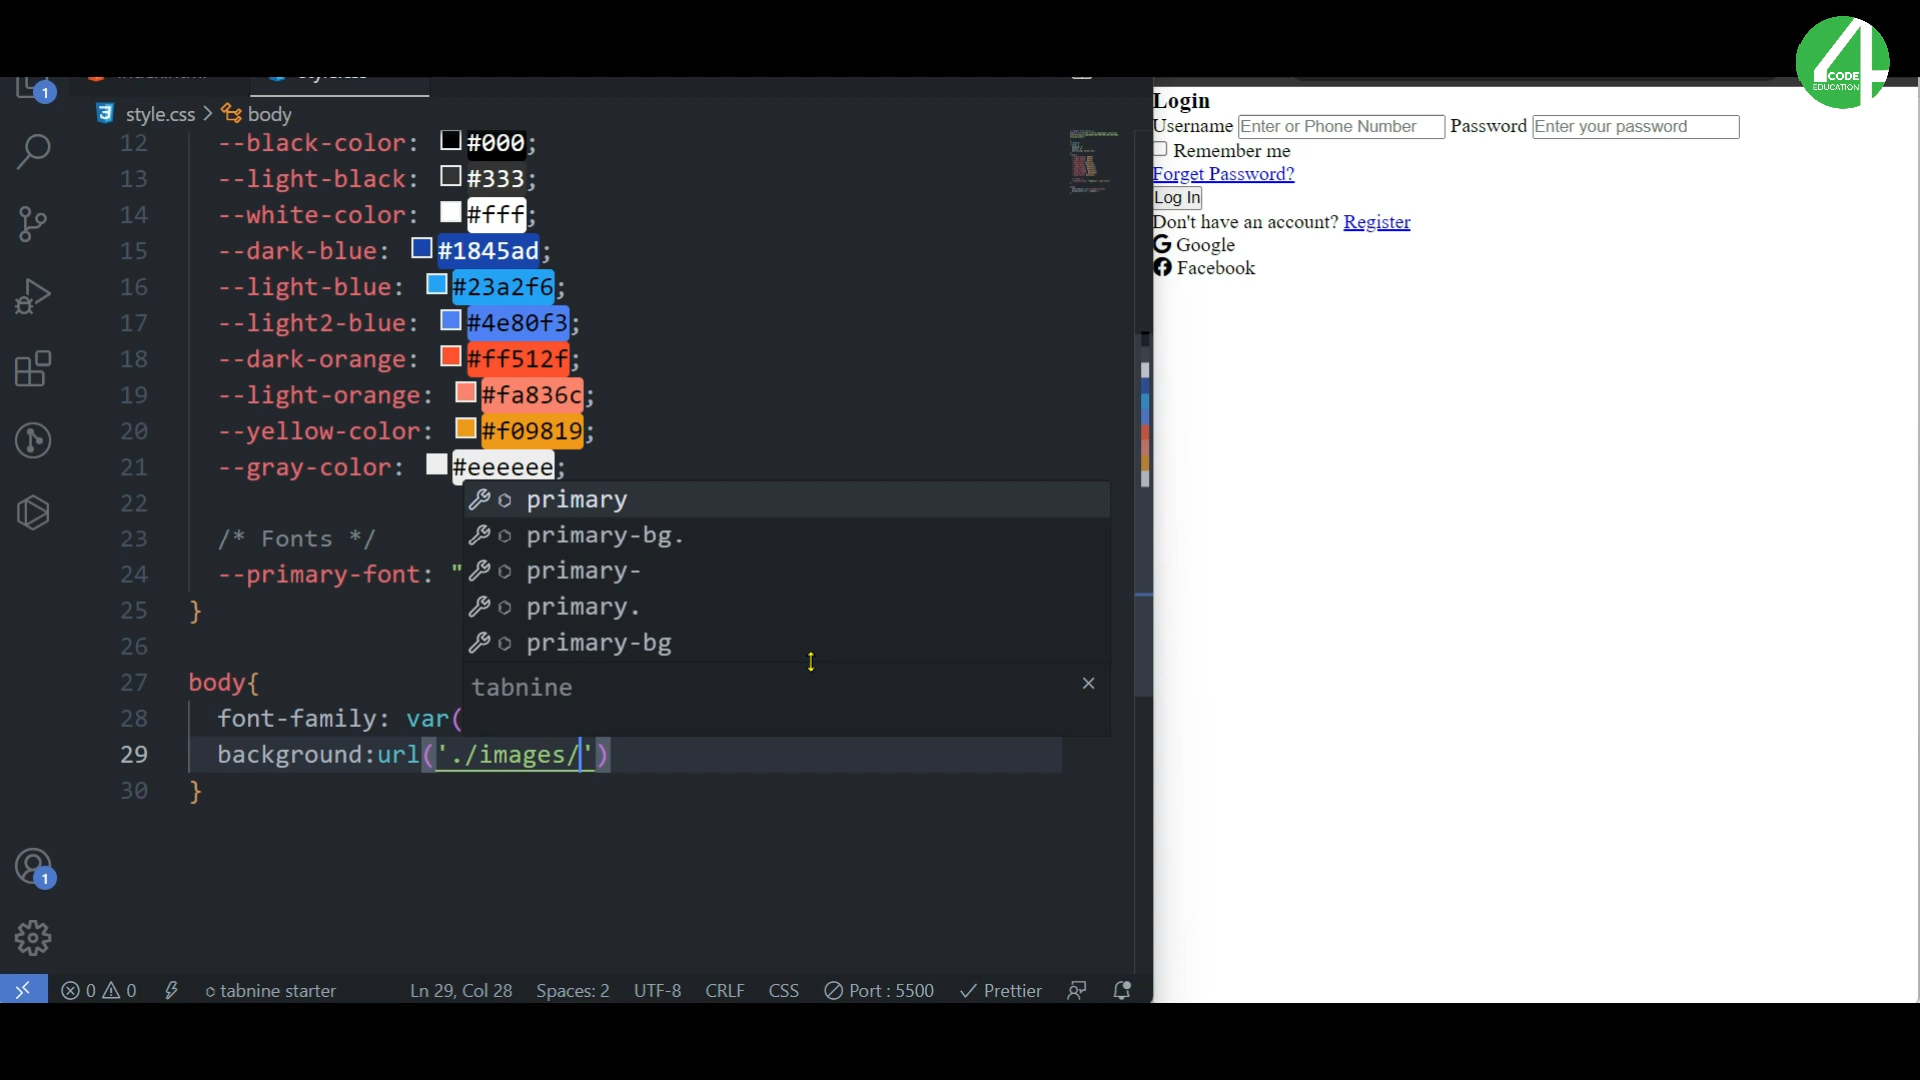 CODE
EDUCATION
style.css > body
12 --black-color: #000;
13 --light-black: #333;
14 --white-color: #fff;
15 --dark-blue: #1845ad;
16 --light-blue: #23a2f6;
17 --light2-blue: #4e80f3;
18 --dark-orange: #ff512f;
19 --light-orange: #fa836c;
20 --yellow-color: #f09819;
21 --gray-color: #eeeeee;
22
23 /* Fonts */
24 --primary-font: "
25 }
26
27 body{
28 font-family: var(
29 background:url('./images/')
30 }
primary
primary-bg.
primary-
primary.
primary-bg
tabnine
1
1
0 0 tabnine starter Ln 29, Col 28 Spaces: 2 UTF-8 CRLF CSS Port : 5500 Prettier
Login
Username Enter or Phone Number Password Enter your password
Remember me
Forget Password?
Log In
Don't have an account? Register
Google
Facebook